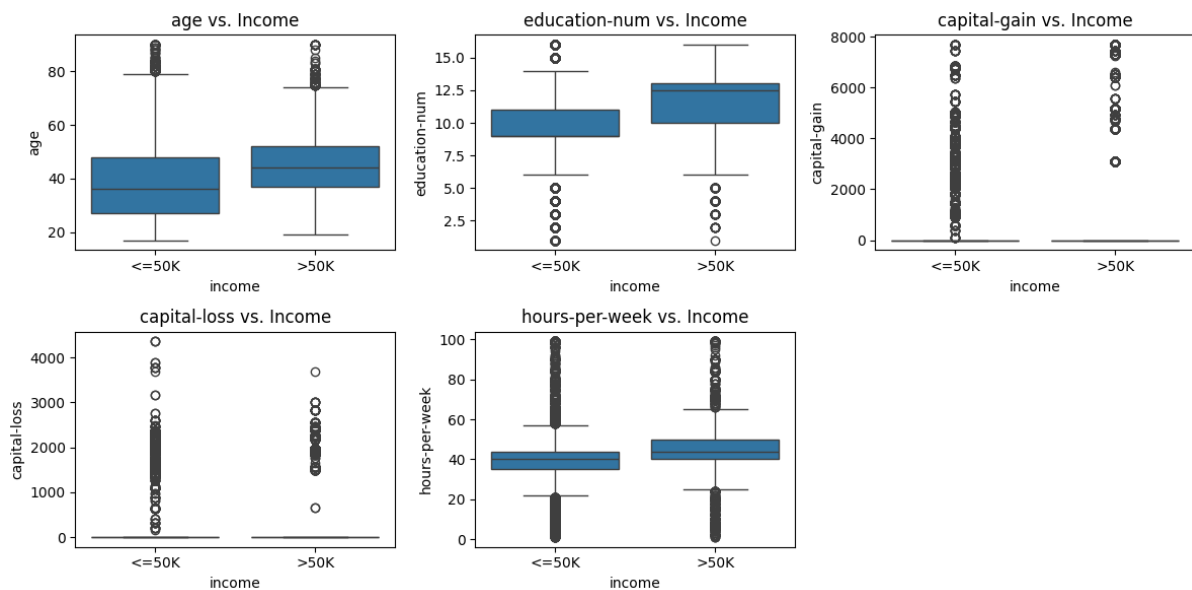 age vs. Income
80
60
40
20
age
<=50K
>50K
income
education-num vs. Income
15.0
12.5
10.0
7.5
5.0
2.5
education-num
<=50K
>50K
income
capital-gain vs. Income
8000
6000
4000
2000
0
capital-gain
<=50K
>50K
income
capital-loss vs. Income
4000
3000
2000
1000
0
capital-loss
<=50K
>50K
income
hours-per-week vs. Income
100
80
60
40
20
0
hours-per-week
<=50K
>50K
income